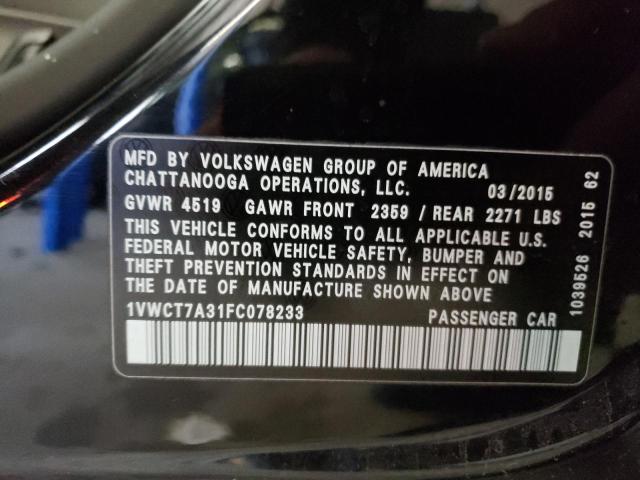 MFD BY VOLKSWAGEN GROUP OF AMERICA
CHATTANOOGA OPERATIONS, LLC. 03/2015
GVWR 4519 GAWR FRONT 2359 / REAR 2271 LBS
THIS VEHICLE CONFORMS TO ALL APPLICABLE U.S.
FEDERAL MOTOR VEHICLE SAFETY, BUMPER AND
THEFT PREVENTION STANDARDS IN EFFECT ON
THE DATE OF MANUFACTURE SHOWN ABOVE
1VWCT7A31FC078233 PASSENGER CAR
1039526 2015 62